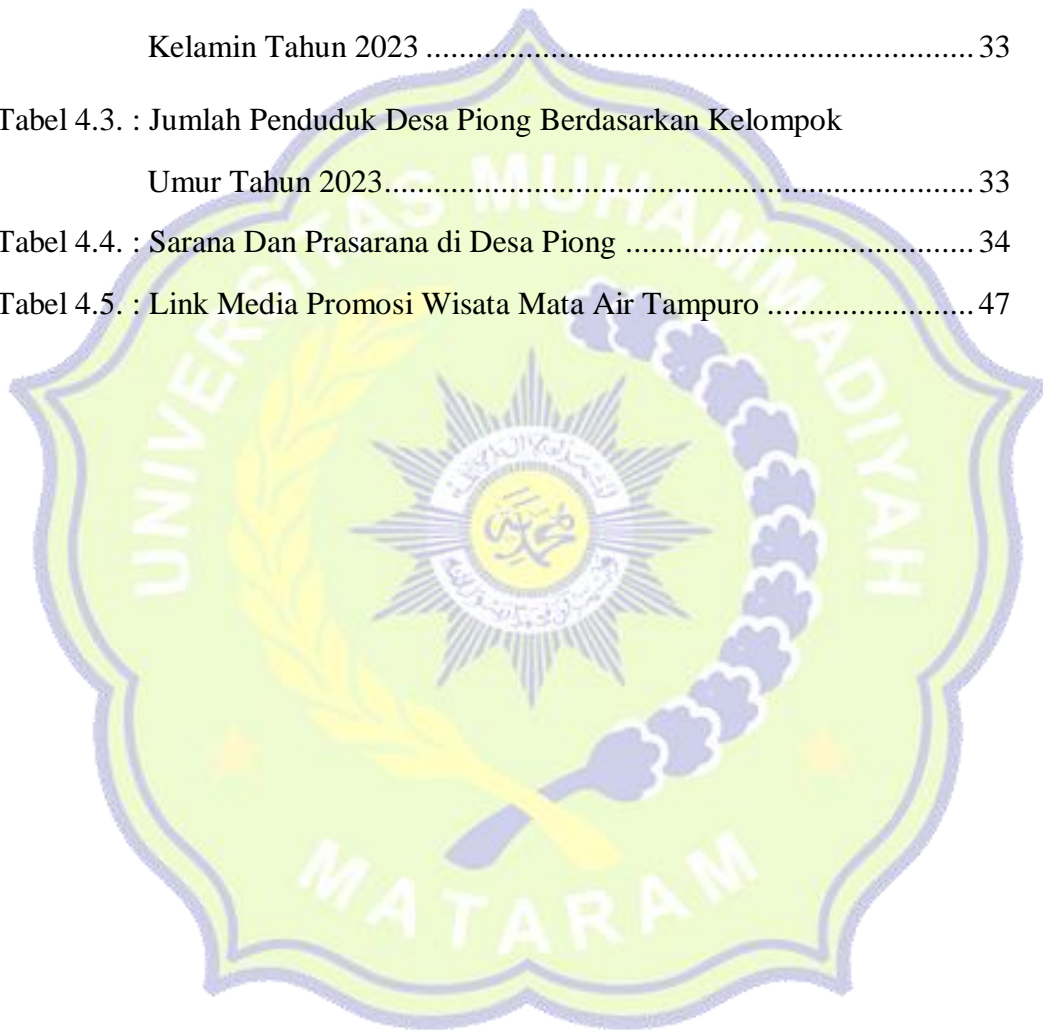 Kelamin Tahun 2023 .................................................................. 33
Tabel 4.3. : Jumlah Penduduk Desa Piong Berdasarkan Kelompok
Umur Tahun 2023....................................................................... 33
Tabel 4.4. : Sarana Dan Prasarana di Desa Piong .......................................... 34
Tabel 4.5. : Link Media Promosi Wisata Mata Air Tampuro ......................... 47
UNIVERSITAS MUHAMMADIYAH
MATARAM